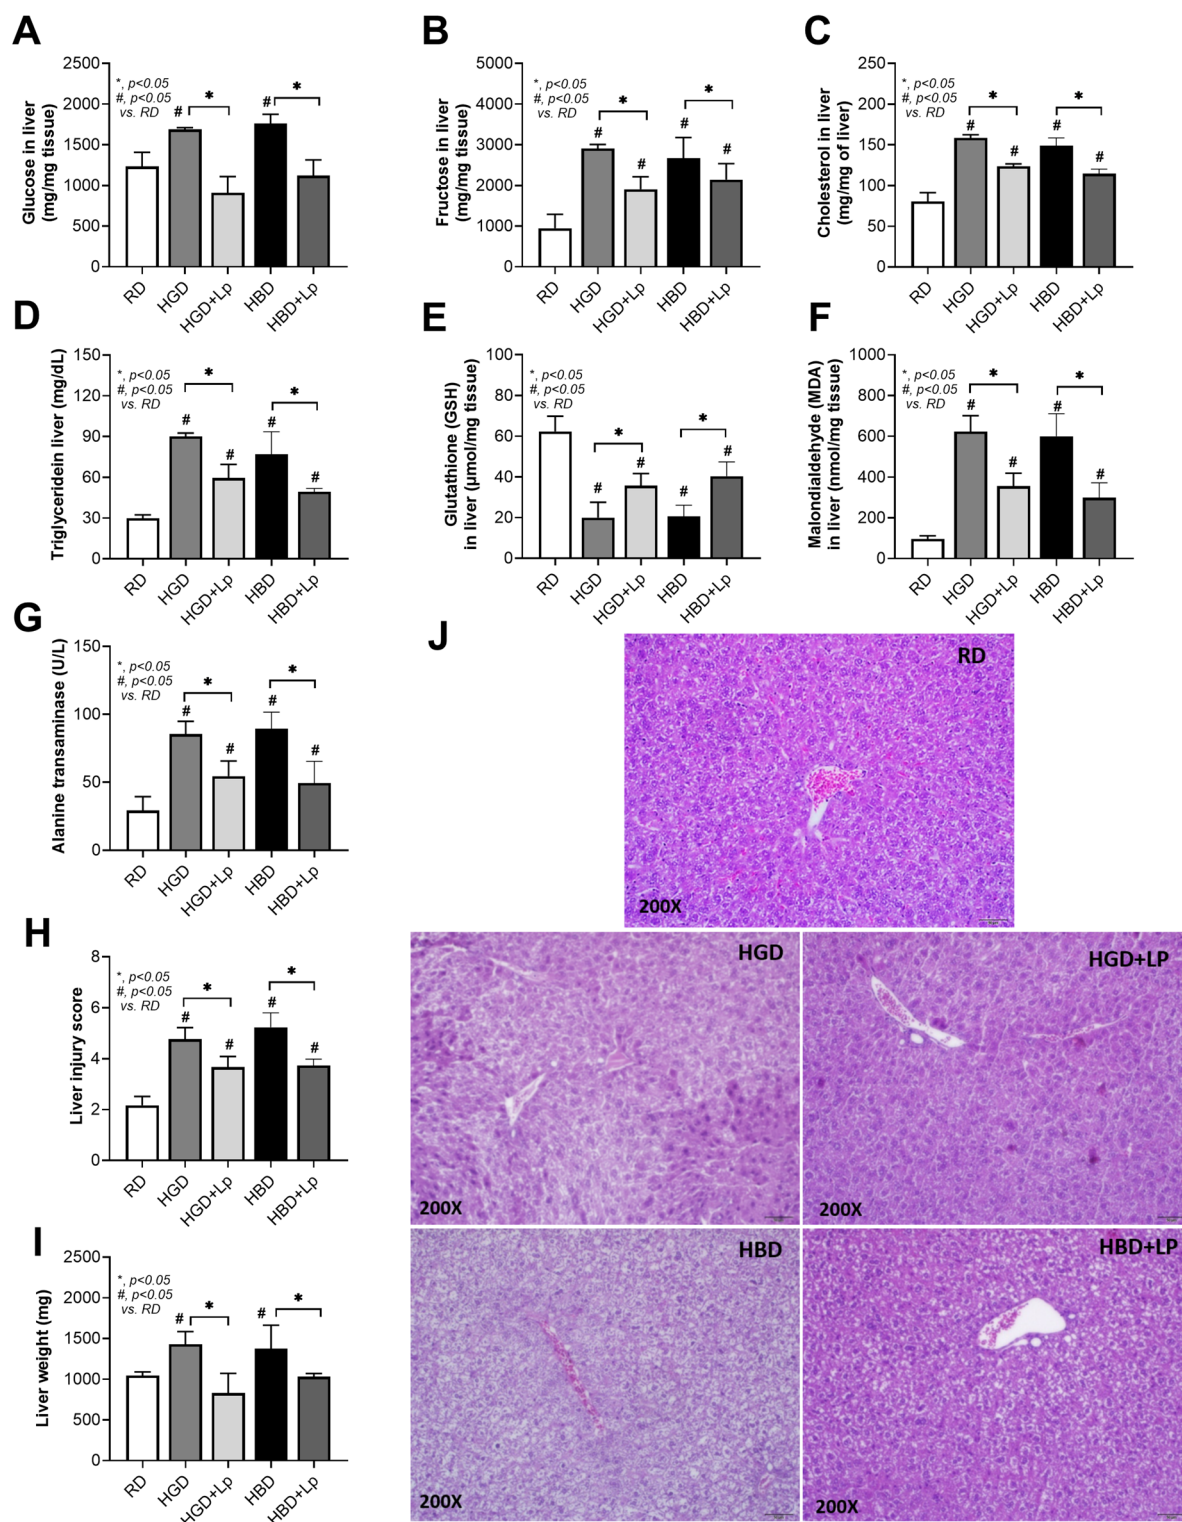 A
2500
2000
1500
1000
500
0
Glucose in liver
(mg/mg tissue)
*, p<0.05
#, p<0.05
vs. RD
#
*
#
*
RD
HGD
HGD+Lp
HBD
HBD+Lp
B
5000
4000
3000
2000
1000
0
Fructose in liver
(mg/mg tissue)
*, p<0.05
#, p<0.05
vs. RD
#
*
#
#
*
#
RD
HGD
HGD+Lp
HBD
HBD+Lp
C
250
200
150
100
50
0
Cholesterol in liver
(mg/mg of liver)
*, p<0.05
#, p<0.05
vs. RD
#
*
#
#
*
#
RD
HGD
HGD+Lp
HBD
HBD+Lp
D
150
120
90
60
30
0
Triglyceridein liver (mg/dL)
*, p<0.05
#, p<0.05
vs. RD
#
*
#
#
*
#
RD
HGD
HGD+Lp
HBD
HBD+Lp
E
100
80
60
40
20
0
Glutathione (GSH)
in liver (µmol/mg tissue)
*, p<0.05
#, p<0.05
vs. RD
#
*
#
#
*
#
RD
HGD
HGD+Lp
HBD
HBD+Lp
F
1000
800
600
400
200
0
Malondialdehyde (MDA)
in liver (nmol/mg tissue)
*, p<0.05
#, p<0.05
vs. RD
#
*
#
#
*
#
RD
HGD
HGD+Lp
HBD
HBD+Lp
G
150
100
50
0
Alanine transaminase (U/L)
*, p<0.05
#, p<0.05
vs. RD
#
*
#
#
*
#
RD
HGD
HGD+Lp
HBD
HBD+Lp
H
8
6
4
2
0
Liver injury score
*, p<0.05
#, p<0.05
vs. RD
#
*
#
#
*
#
RD
HGD
HGD+Lp
HBD
HBD+Lp
I
2500
2000
1500
1000
500
0
Liver weight (mg)
*, p<0.05
#, p<0.05
vs. RD
#
*
#
*
RD
HGD
HGD+Lp
HBD
HBD+Lp
J
RD
200X
HGD
200X
HGD+LP
200X
HBD
200X
HBD+LP
200X